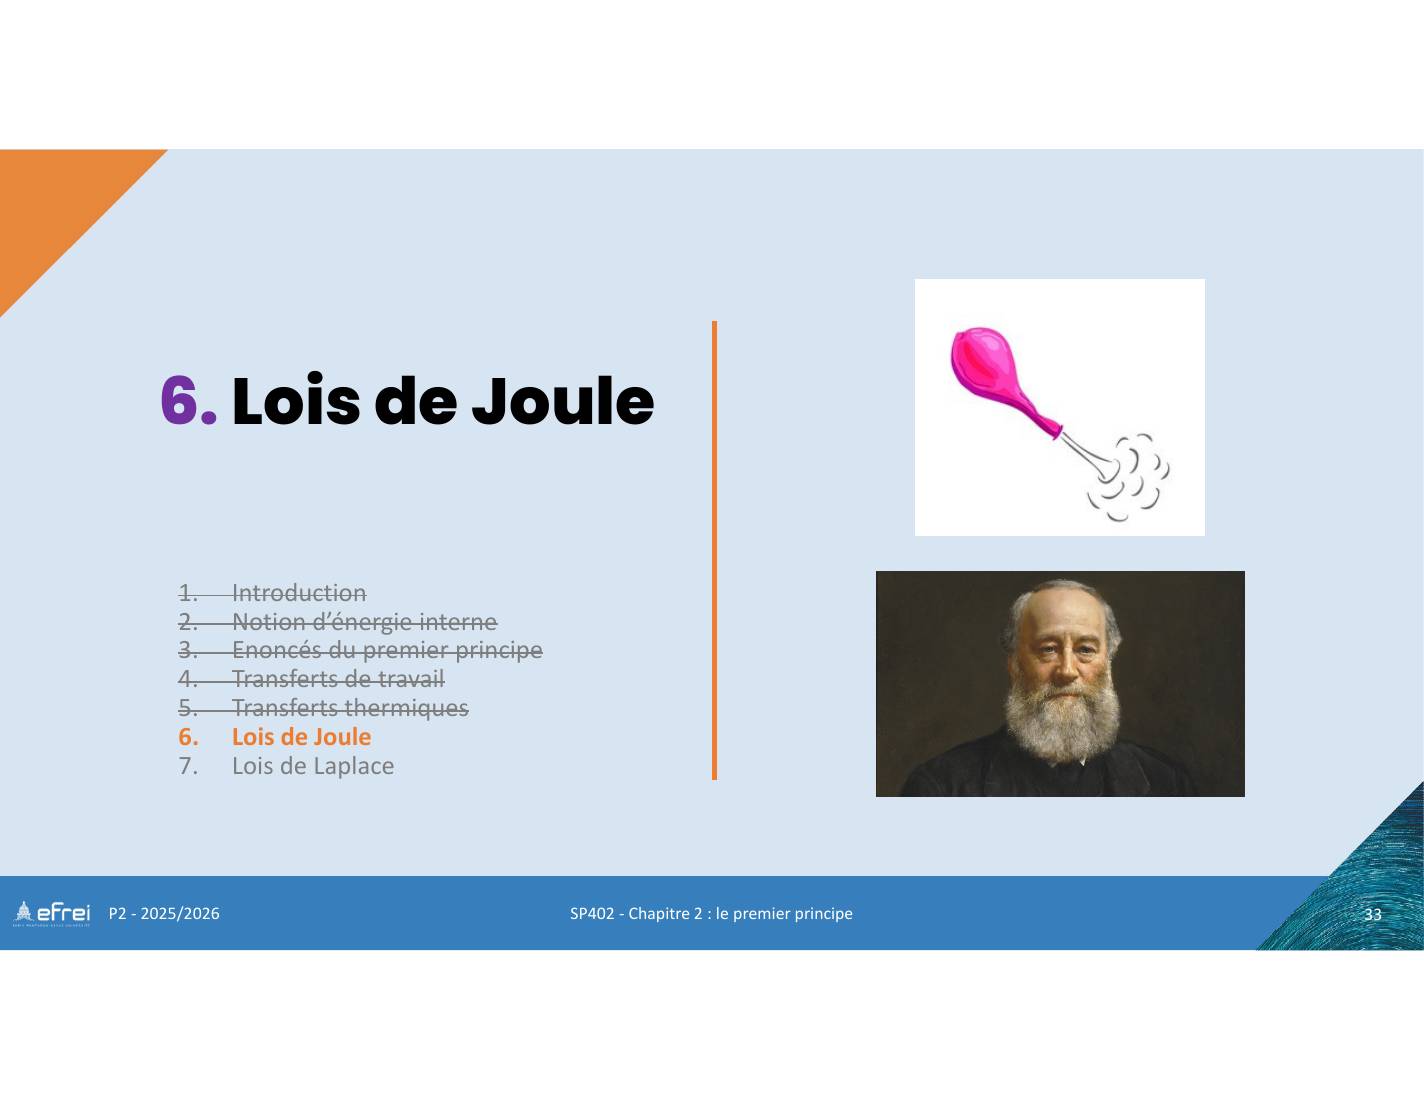 6. Lois de Joule
1. Introduction
2. Notion d’énergie interne
3. Enoncés du premier principe
4. Transferts de travail
5. Transferts thermiques
6. Lois de Joule
7. Lois de Laplace
efrei
P2 - 2025/2026
SP402 - Chapitre 2 : le premier principe
33